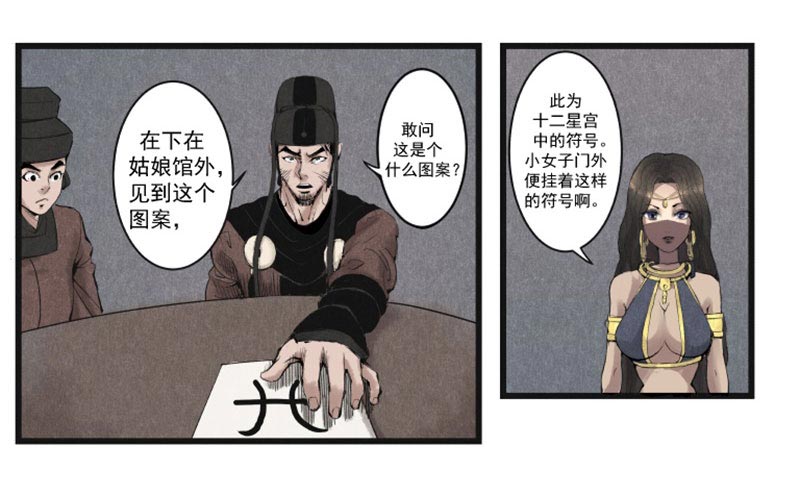 在下在
姑娘馆外，
见到这个
图案，
敢问
这是个
什么图案？
此为
十二星宫
中的符号。
小女子门外
便挂着这样
的符号啊。